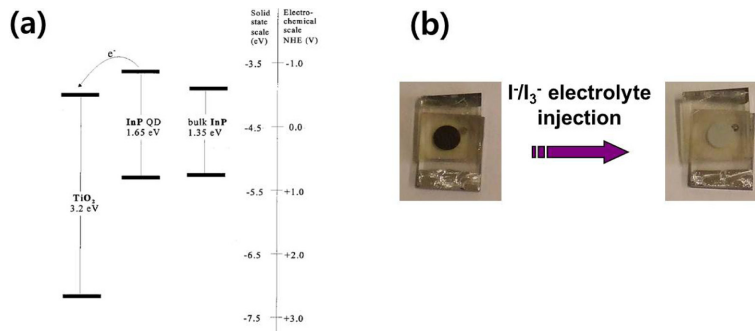 (a)
Solid
state
scale
(eV)
Electro-
chemical
scale
NHE (V)
e⁻
-3.5
-1.0
InP QD
1.65 eV
bulk InP
1.35 eV
-4.5
0.0
-5.5
+1.0
TiO₂
3.2 eV
-6.5
+2.0
-7.5
+3.0
(b)
I⁻/I₃⁻ electrolyte
injection